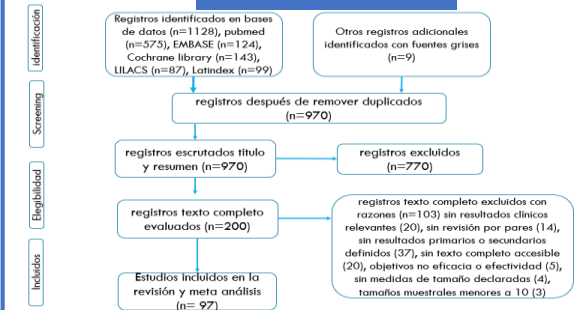 identificación
Registros identificados en bases
de datos (n=1128), pubmed
(n=575), EMBASE (n=124),
Cochrane library (n=143),
LILACS (n=87), Latindex (n=99)
Otros registros adicionales
identificados con fuentes grises
(n=9)
Screening
registros después de remover duplicados
(n=970)
registros escrutados titulo
y resumen (n=970)
registros excluidos
(n=770)
Elegibilidad
registros texto completo
evaluados (n=200)
registros texto completo excluidos con
razones (n=103) sin resultados clínicos
relevantes (20), sin revisión por pares (14),
sin resultados primarios o secundarios
definidos (37), sin texto completo accesible
(20), objetivos no eficacia o efectividad (5),
sin medidas de tamaño declaradas (4),
tamaños muestrales menores a 10 (3)
Incluidos
Estudios incluidos en la
revisión y meta análisis
(n= 97)